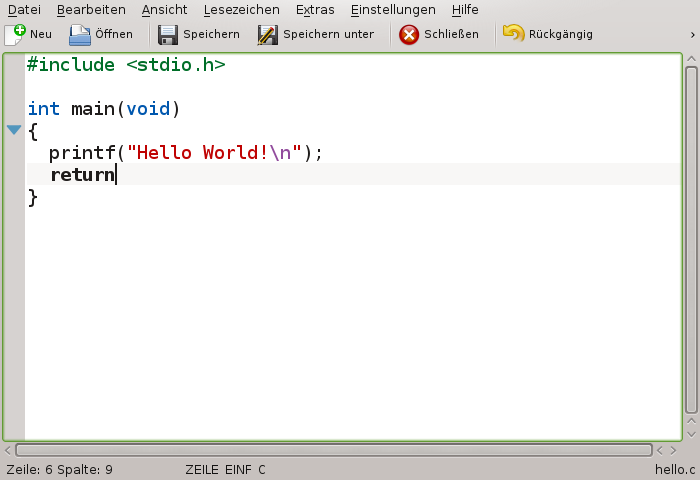 Datei Bearbeiten Ansicht Lesezeichen Extras Einstellungen Hilfe
Neu Öffnen Speichern Speichern unter Schließen Rückgängig
#include <stdio.h>
int main(void)
{
printf("Hello World!\n");
return
}
Zeile: 6 Spalte: 9 ZEILE EINF C hello.c